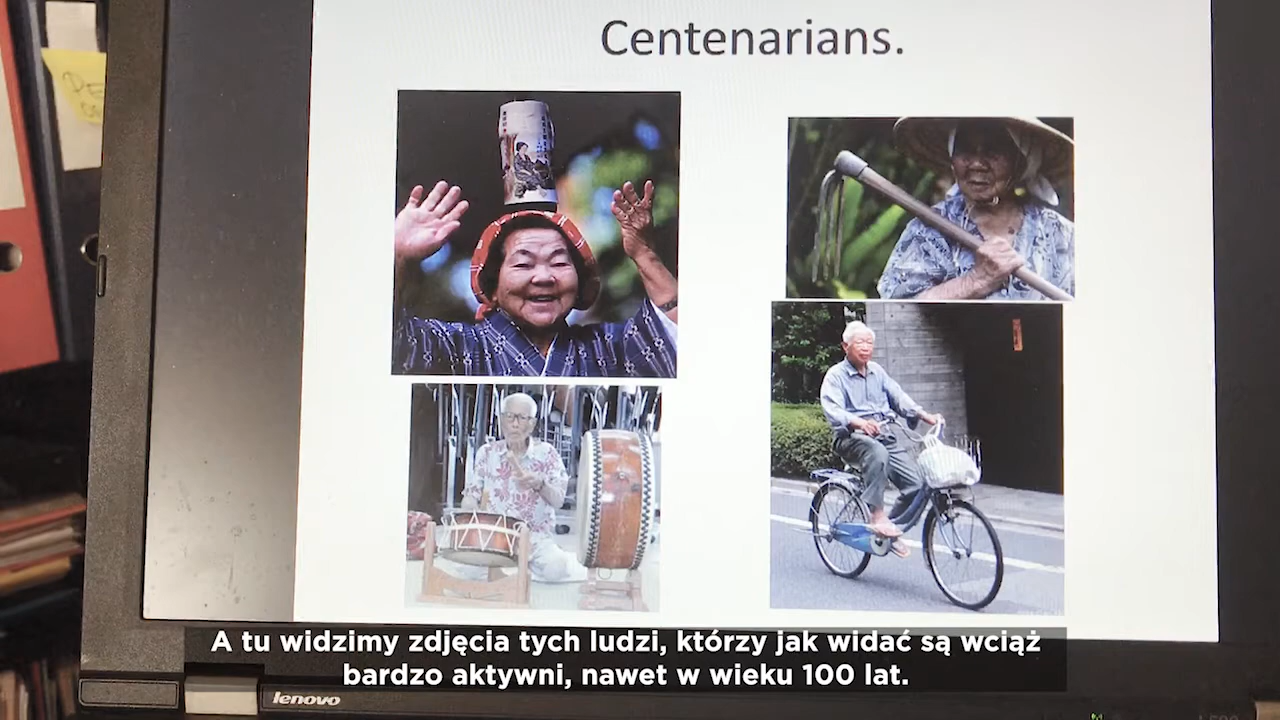 Centenarians.
A tu widzimy zdjęcia tych ludzi, którzy jak widać są wciąż
bardzo aktywni, nawet w wieku 100 lat.
lenovo